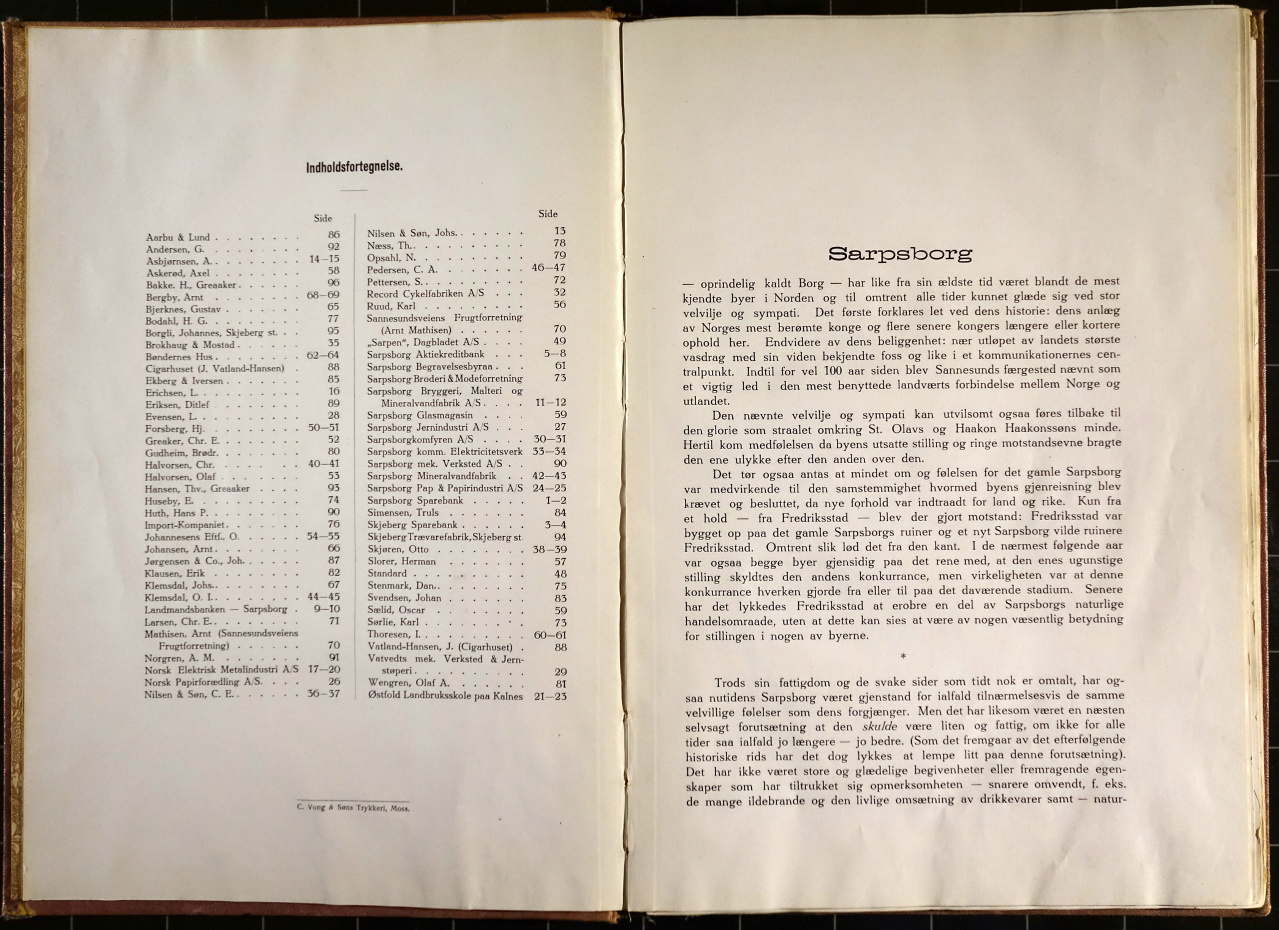 Indholdsfortegnelse.
Side
Aarbu & Lund . . . . . . . . 86
Andersen, G. . . . . . . . . 92
Asbjørnsen, A. . . . . . . . 14—15
Askerød, Axel . . . . . . . 58
Bakke. H., Greaaker . . . . . . 96
Bergby, Arnt . . . . . . . 68—69
Bjerknes, Gustav . . . . . . . 65
Bodahl, H. G. . . . . . . . . 77
Borgli, Johannes, Skjeberg st. . . . 95
Brokhaug & Mostad . . . . . . 35
Bøndernes Hus . . . . . . . . 62—64
Cigarhuset (J. Vatland-Hansen) . 88
Ekberg & Iversen . . . . . . . 85
Erichsen, L. . . . . . . . . 16
Eriksen, Ditlef . . . . . . . 89
Evensen, L. . . . . . . . . 28
Forsberg, Hj. . . . . . . . . 50—51
Greaker, Chr. E. . . . . . . . 52
Gudheim, Brødr. . . . . . . . 80
Halvorsen, Chr. . . . . . . . 40—41
Halvorsen, Olaf . . . . . . . 53
Hansen, Thv., Greaaker . . . . 93
Huseby, E. . . . . . . . . 74
Huth, Hans P. . . . . . . . . 90
Import-Kompaniet . . . . . . . 76
Johannesens Eftf., O. . . . . . 54—55
Johansen, Arnt . . . . . . . . 66
Jørgensen & Co., Joh. . . . . . 87
Klausen, Erik . . . . . . . . 82
Klemsdal, Johs. . . . . . . . 67
Klemsdal, O. I. . . . . . . . 44—45
Landmandsbanken — Sarpsborg . 9—10
Larsen, Chr. E. . . . . . . . 71
Mathisen, Arnt (Sannesundsveiens
Frugtforretning) . . . . . . 70
Norgren, A. M. . . . . . . . 91
Norsk Elektrisk Metalindustri A/S 17—20
Norsk Papirforædling A/S. . . . 26
Nilsen & Søn, C. E. . . . . . . 36—37
Side
Nilsen & Søn, Johs. . . . . . . 13
Næss, Th. . . . . . . . . . 78
Opsahl, N. . . . . . . . . . 79
Pedersen, C. A. . . . . . . . 46—47
Pettersen, S. . . . . . . . . 72
Record Cykelfabriken A/S . . . 32
Ruud, Karl . . . . . . . . . 56
Sannesundsveiens Frugtforretning
(Arnt Mathisen) . . . . . . 70
„Sarpen”, Dagbladet A/S . . . . 49
Sarpsborg Aktiekreditbank . . . 5—8
Sarpsborg Begravelsesbyraa . . . 61
Sarpsborg Broderi & Modeforretning 73
Sarpsborg Bryggeri, Malteri og
Mineralvandfabrik A/S . . . . 11—12
Sarpsborg Glasmagasin . . . . 59
Sarpsborg Jernindustri A/S . . . 27
Sarpsborgkomfyren A/S . . . . 30—31
Sarpsborg komm. Elektricitetsverk 33—34
Sarpsborg mek. Verksted A/S . . 90
Sarpsborg Mineralvandfabrik . . 42—43
Sarpsborg Pap & Papirindustri A/S 24—25
Sarpsborg Sparebank . . . . . 1—2
Simensen, Truls . . . . . . . 84
Skjeberg Sparebank . . . . . . 3—4
Skjeberg Trævarefabrik, Skjeberg st 94
Skjøren, Otto . . . . . . . . 38—39
Slorer, Herman . . . . . . . 57
Standard . . . . . . . . . 48
Stenmark, Dan. . . . . . . . 75
Svendsen, Johan . . . . . . . 83
Sælid, Oscar . . . . . . . . 59
Sørlie, Karl . . . . . . . . 73
Thoresen, I. . . . . . . . . 60—61
Vatland-Hansen, J. (Cigarhuset) . 88
Vatvedts mek. Verksted & Jern-
støperi . . . . . . . . . . 29
Wengren, Olaf A. . . . . . . . 81
Østfold Landbruksskole paa Kalnes 21—23
C. Vong & Søns Trykkeri, Moss.
Sarpsborg
— oprindelig kaldt Borg — har like fra sin ældste tid været blandt de mest
kjendte byer i Norden og til omtrent alle tider kunnet glæde sig ved stor
velvilje og sympati. Det første forklares let ved dens historie: dens anlæg
av Norges mest berømte konge og flere senere kongers længere eller kortere
ophold her. Endvidere av dens beliggenhet: nær utløpet av landets største
vasdrag med sin viden bekjendte foss og like i et kommunikationernes cen-
tralpunkt. Indtil for vel 100 aar siden blev Sannesunds færgested nævnt som
et vigtig led i den mest benyttede landværts forbindelse mellem Norge og
utlandet.
Den nævnte velvilje og sympati kan utvilsomt ogsaa føres tilbake til
den glorie som straalet omkring St. Olavs og Haakon Haakonssøns minde.
Hertil kom medfølelsen da byens utsatte stilling og ringe motstandsevne bragte
den ene ulykke efter den anden over den.
Det tør ogsaa antas at mindet om og følelsen for det gamle Sarpsborg
var medvirkende til den samstemmighet hvormed byens gjenreisning blev
krævet og besluttet, da nye forhold var indtraadt for land og rike. Kun fra
et hold — fra Fredriksstad — blev der gjort motstand: Fredriksstad var
bygget op paa det gamle Sarpsborgs ruiner og et nyt Sarpsborg vilde ruinere
Fredriksstad. Omtrent slik lød det fra den kant. I de nærmest følgende aar
var ogsaa begge byer gjensidig paa det rene med, at den enes ugunstige
stilling skyldtes den andens konkurrance, men virkeligheten var at denne
konkurrance hverken gjorde fra eller til paa det daværende stadium. Senere
har det lykkedes Fredriksstad at erobre en del av Sarpsborgs naturlige
handelsomraade, uten at dette kan sies at være av nogen væsentlig betydning
for stillingen i nogen av byerne.
*
Trods sin fattigdom og de svake sider som tidt nok er omtalt, har og-
saa nutidens Sarpsborg været gjenstand for ialfald tilnærmelsesvis de samme
velvillige følelser som dens forgjænger. Men det har likesom været en næsten
selvsagt forutsætning at den skulde være liten og fattig, om ikke for alle
tider saa ialfald jo længere — jo bedre. (Som det fremgaar av det efterfølgende
historiske rids har det dog lykkes at lempe litt paa denne forutsætning).
Det har ikke været store og glædelige begivenheter eller fremragende egen-
skaper som har tiltrukket sig opmerksomheten — snarere omvendt, f. eks.
de mange ildebrande og den livlige omsætning av drikkevarer samt — natur-